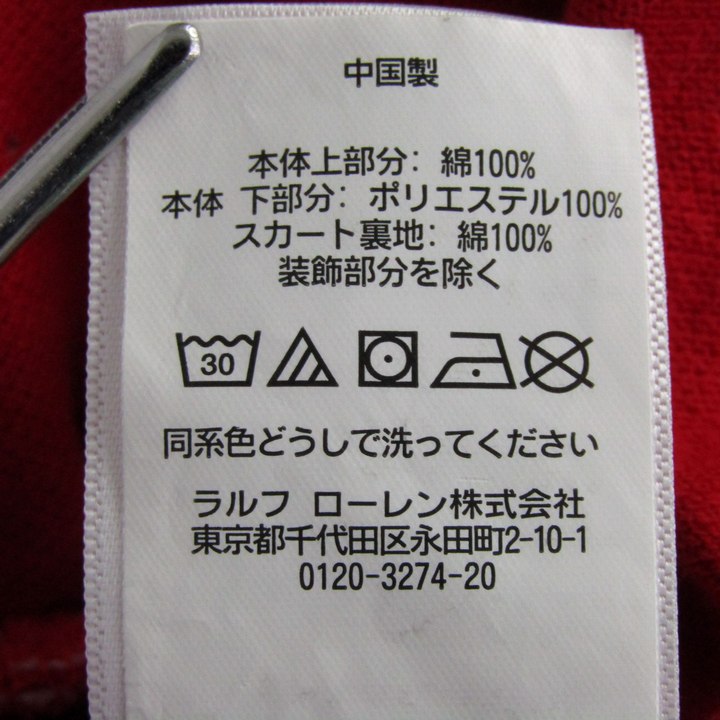 中国製
本体上部分: 綿100%
本体 下部分: ポリエステル100%
スカート裏地: 綿100%
装飾部分を除く
30
同系色どうしで洗ってください
ラルフ ローレン株式会社
東京都千代田区永田町2-10-1
0120-3274-20